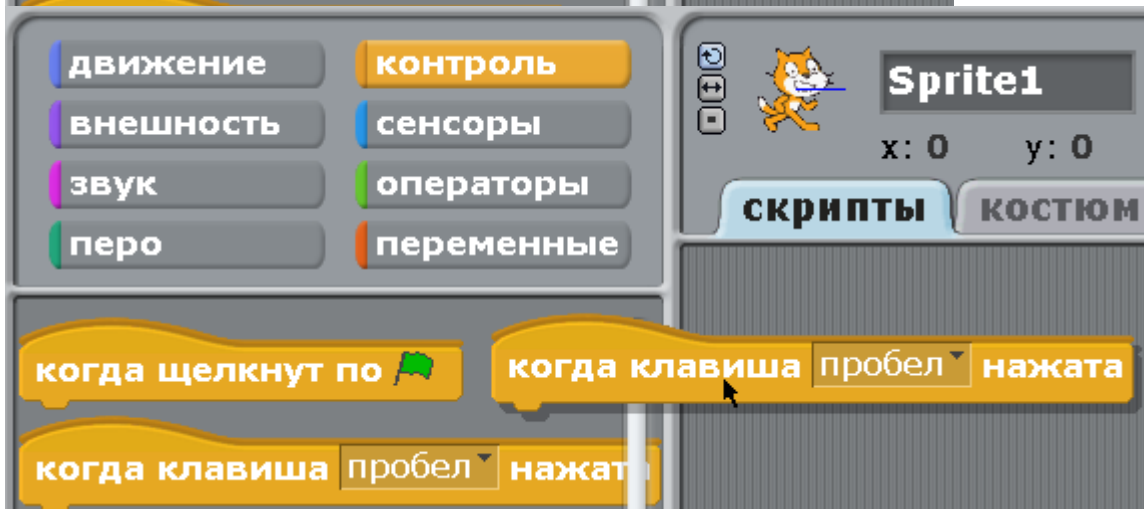 движение
контроль
внешность
сенсоры
звук
операторы
перо
переменные
Sprite1
x: 0 y: 0
скрипты
костюм
когда щелкнут по
когда клавиша пробел нажата
когда клавиша пробел нажата